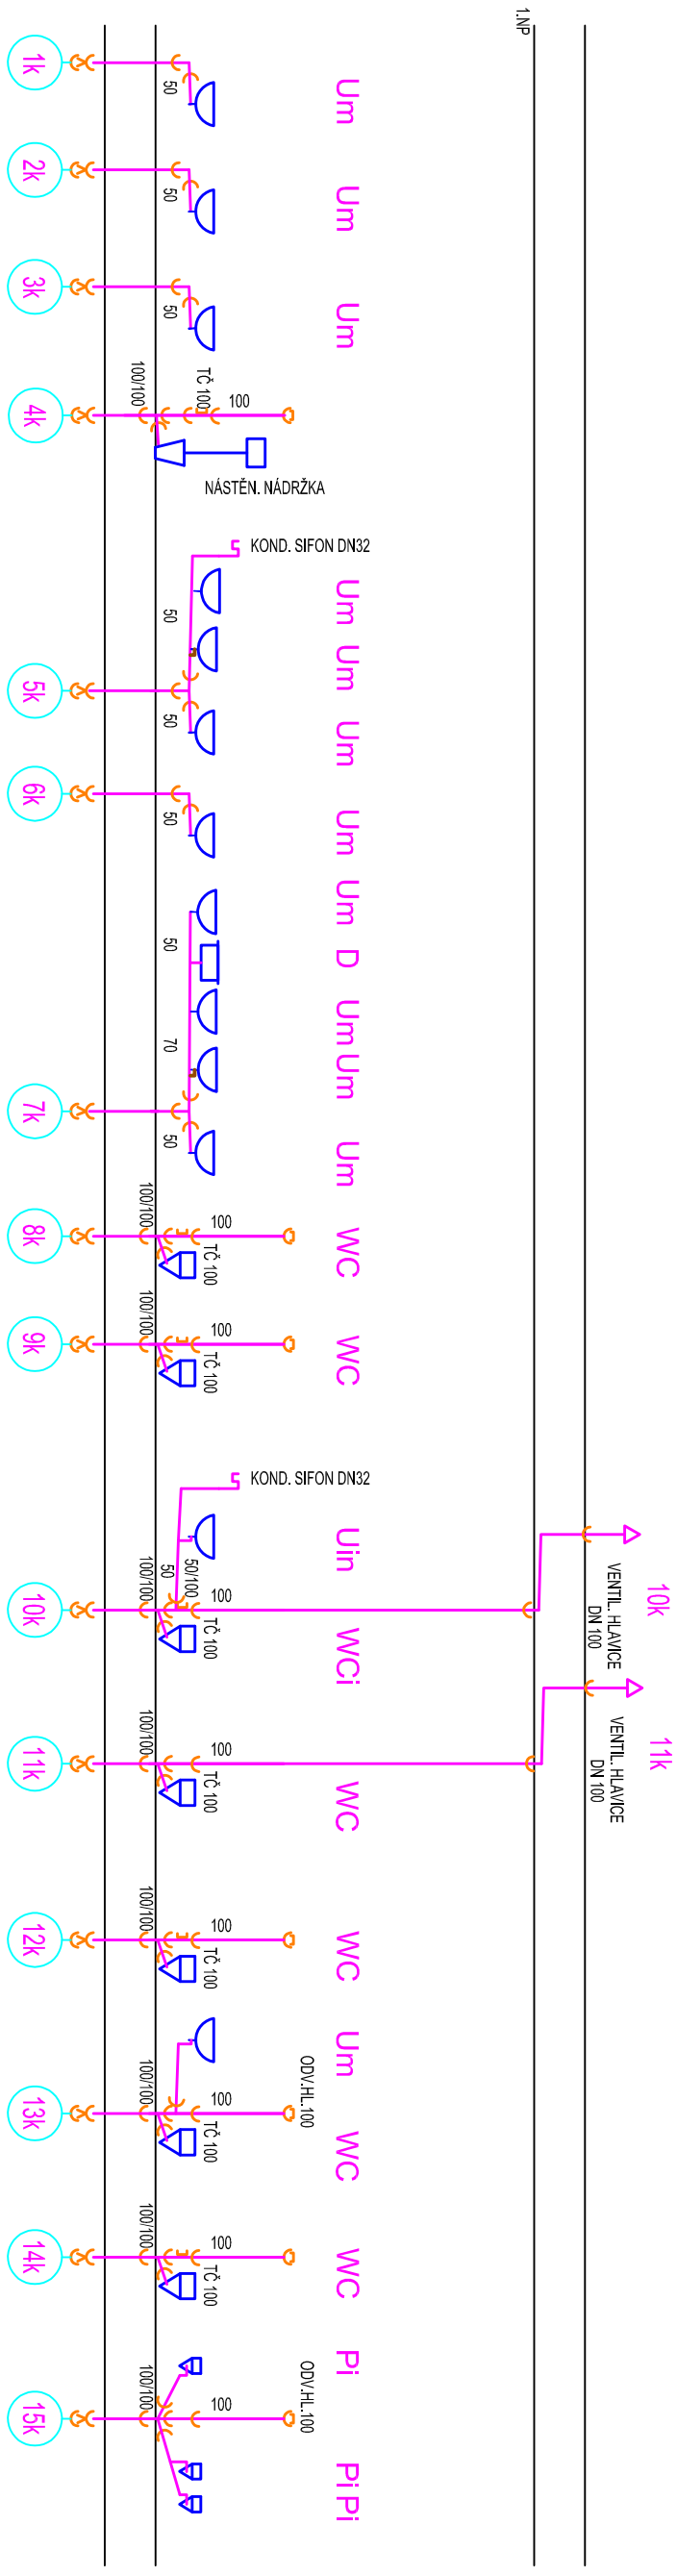 10k
11k
VENTIL. HLAVICE
DN 100
VENTIL. HLAVICE
DN 100
1.NP
Um
50
1k
Um
50
2k
Um
50
3k
100
TČ 100
100/100
NÁSTĚN. NÁDRŽKA
4k
KOND. SIFON DN32
Um
Um
Um
50
50
5k
Um
50
6k
Um
D
Um
Um
Um
50
70
50
7k
WC
100
TČ 100
100/100
8k
WC
100
TČ 100
100/100
9k
KOND. SIFON DN32
Uin
WCi
100
50/100
TČ 100
50
100/100
10k
WC
100
TČ 100
100/100
11k
WC
100
TČ 100
100/100
12k
Um
WC
ODV.HL.100
100
TČ 100
100/100
13k
WC
100
TČ 100
100/100
14k
Pi
Pi Pi
ODV.HL.100
100
100/100
15k